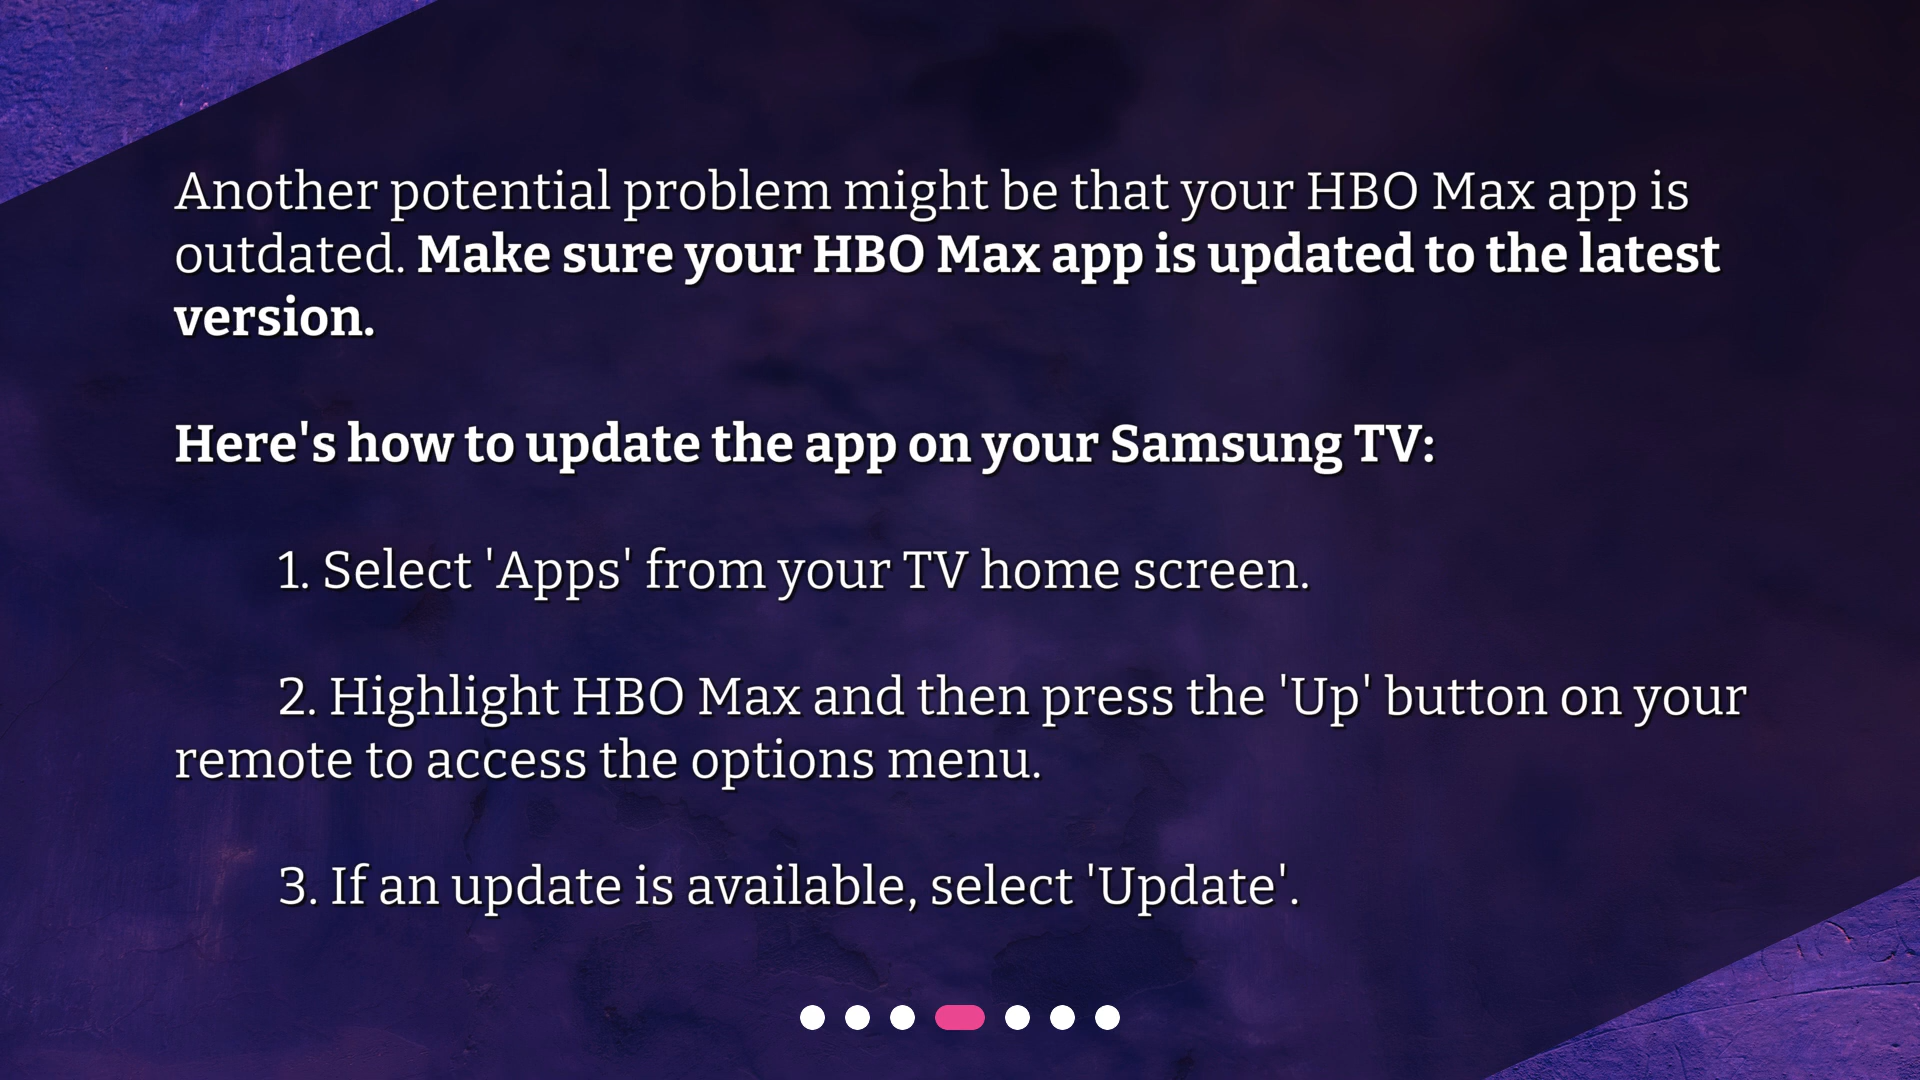 Another potential problem might be that your HBO Max app is
outdated. Make sure your HBO Max app is updated to the latest
version.
Here's how to update the app on your Samsung TV:
1. Select 'Apps' from your TV home screen.
2. Highlight HBO Max and then press the 'Up' button on your
remote to access the options menu.
3. If an update is available, select 'Update'.